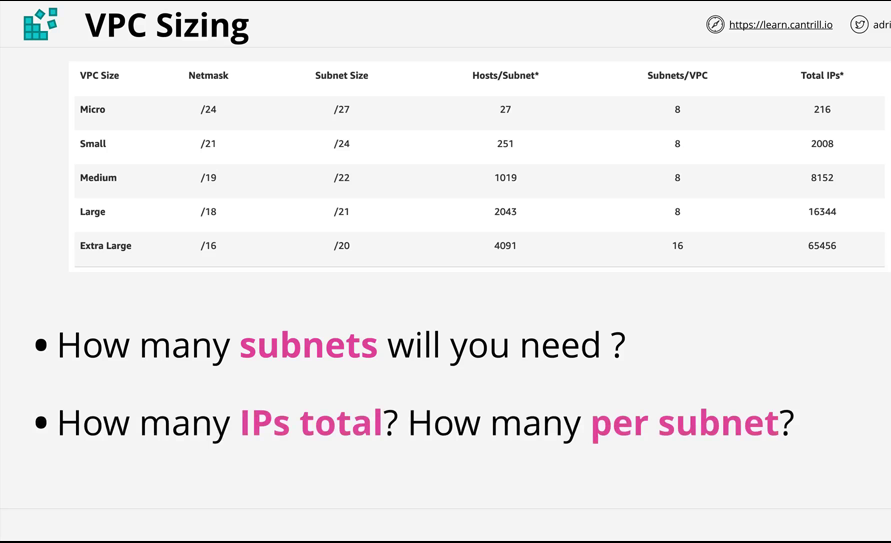 VPC Sizing
https://learn.cantrill.io
adri
VPC Size Netmask Subnet Size Hosts/Subnet* Subnets/VPC Total IPs*
Micro /24 /27 27 8 216
Small /21 /24 251 8 2008
Medium /19 /22 1019 8 8152
Large /18 /21 2043 8 16344
Extra Large /16 /20 4091 16 65456
• How many subnets will you need ?
• How many IPs total? How many per subnet?